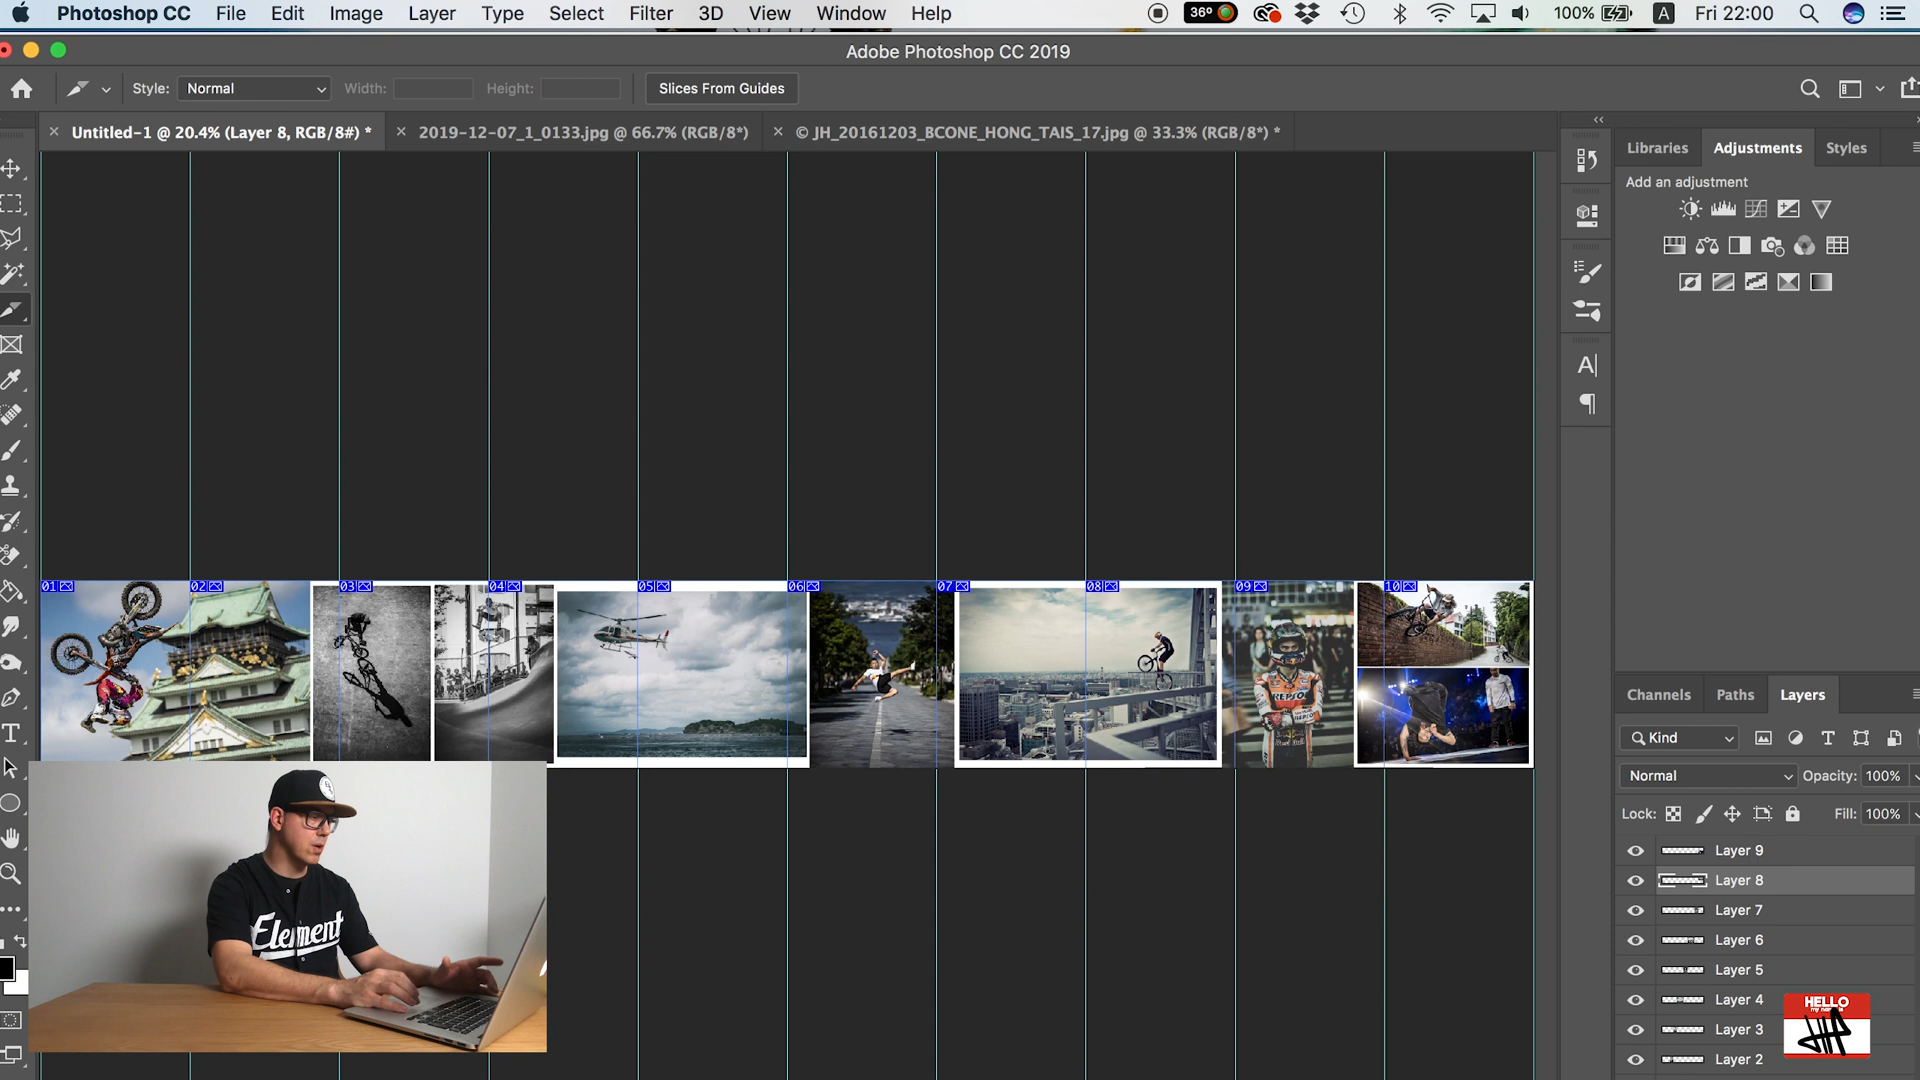 Photoshop CC File Edit Image Layer Type Select Filter 3D View Window Help 36° 100% A Fri 22:00
Adobe Photoshop CC 2019
Style: Normal Width: Height: Slices From Guides
Untitled-1 @ 20.4% (Layer 8, RGB/8#) * 2019-12-07_1_0133.jpg @ 66.7% (RGB/8*) © JH_20161203_BCONE_HONG_TAIS_17.jpg @ 33.3% (RGB/8*) *
Libraries Adjustments Styles
Add an adjustment
A|
01 02 03 04 05 06 07 08 09 10
REPSOL
Channels Paths Layers
Kind
Normal Opacity: 100%
Lock: Fill: 100%
Layer 9
Layer 8
Layer 7
Layer 6
Layer 5
Layer 4
Layer 3
Layer 2
Element
HELLO